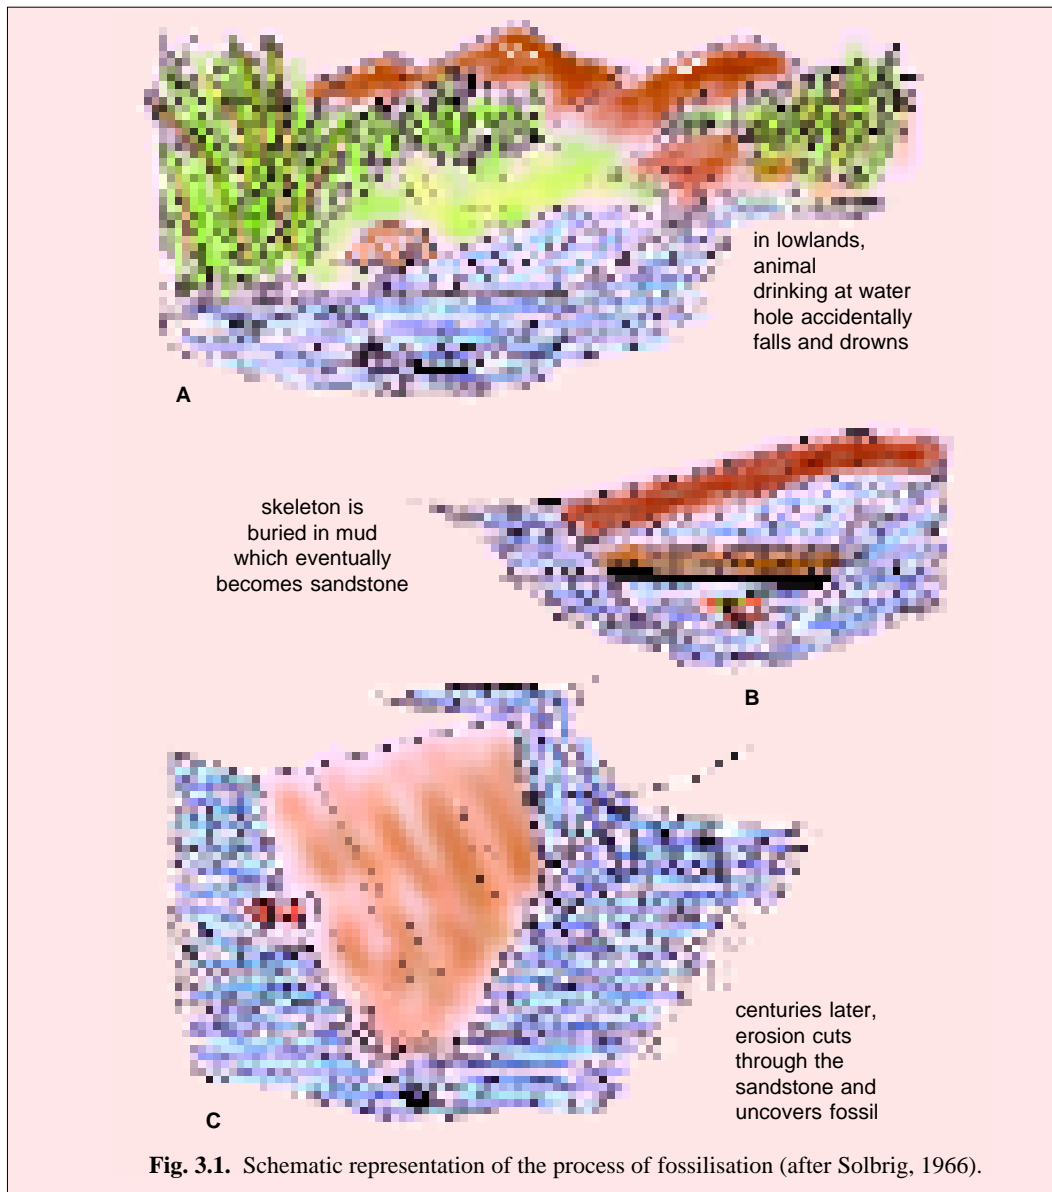 in lowlands,
animal
drinking at water
hole accidentally
falls and drowns
A
skeleton is
buried in mud
which eventually
becomes sandstone
B
centuries later,
erosion cuts
through the
sandstone and
uncovers fossil
C
Fig. 3.1. Schematic representation of the process of fossilisation (after Solbrig, 1966).